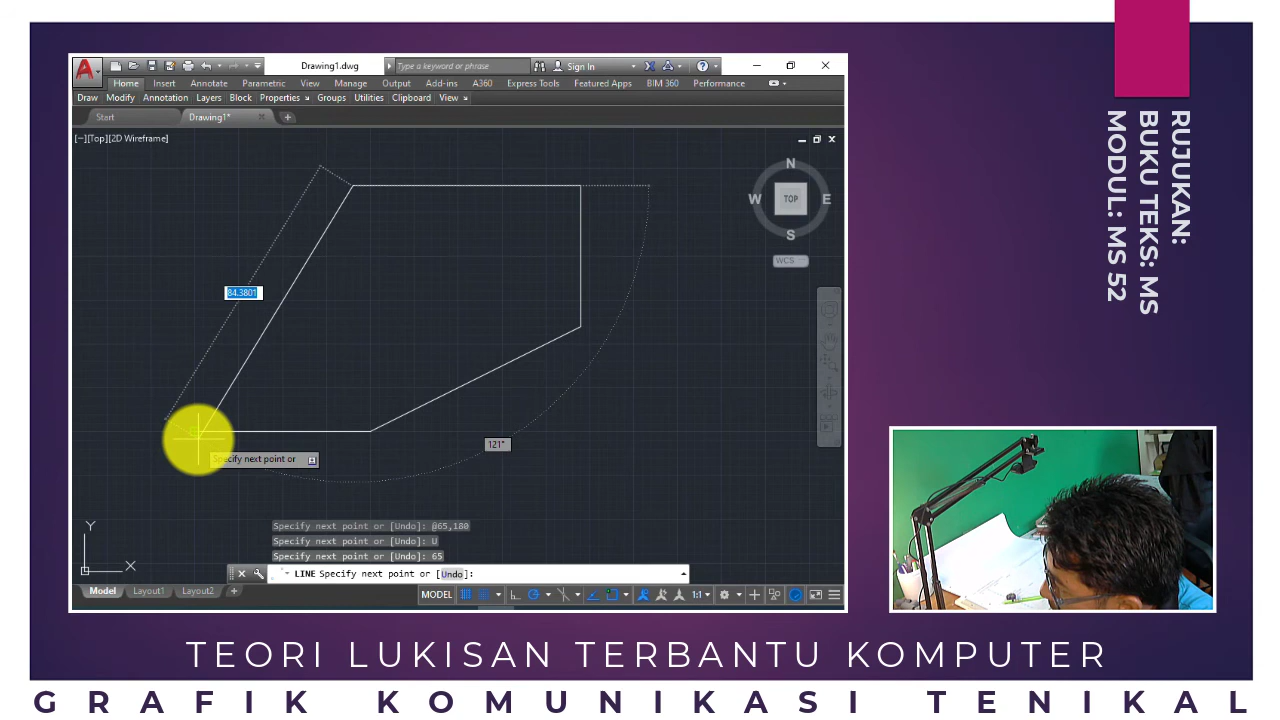 Drawing1.dwg
Type a keyword or phrase
Sign In
Home Insert Annotate Parametric View Manage Output Add-ins A360 Express Tools Featured Apps BIM 360 Performance
Draw Modify Annotation Layers Block Properties Groups Utilities Clipboard View
Start Drawing1*
[−][Top][2D Wireframe]
N
W TOP E
S
WCS
84.3801
121°
Specify next point or
Y
X
Specify next point or [Undo]: @65,180
Specify next point or [Undo]: U
Specify next point or [Undo]: 65
LINE Specify next point or [Undo]:
Model Layout1 Layout2 +
MODEL 1:1
RUJUKAN:
BUKU TEKS: MS
MODUL: MS 52
TEORI LUKISAN TERBANTU KOMPUTER
GRAFIK KOMUNIKASI TENIKAL